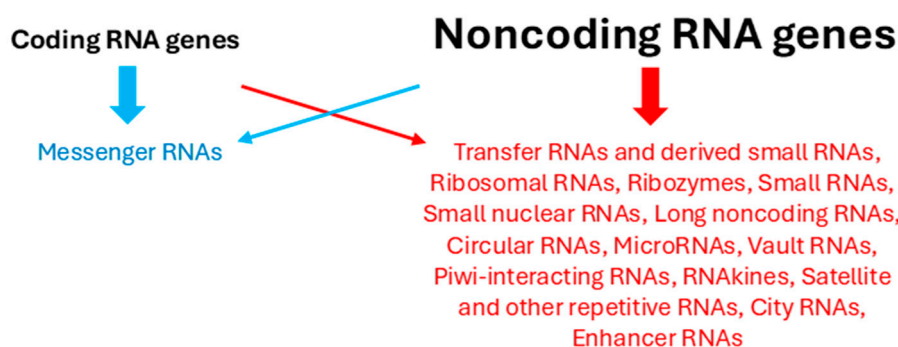 Coding RNA genes
Noncoding RNA genes
Messenger RNAs
Transfer RNAs and derived small RNAs,
Ribosomal RNAs, Ribozymes, Small RNAs,
Small nuclear RNAs, Long noncoding RNAs,
Circular RNAs, MicroRNAs, Vault RNAs,
Piwi-interacting RNAs, RNAkines, Satellite
and other repetitive RNAs, City RNAs,
Enhancer RNAs